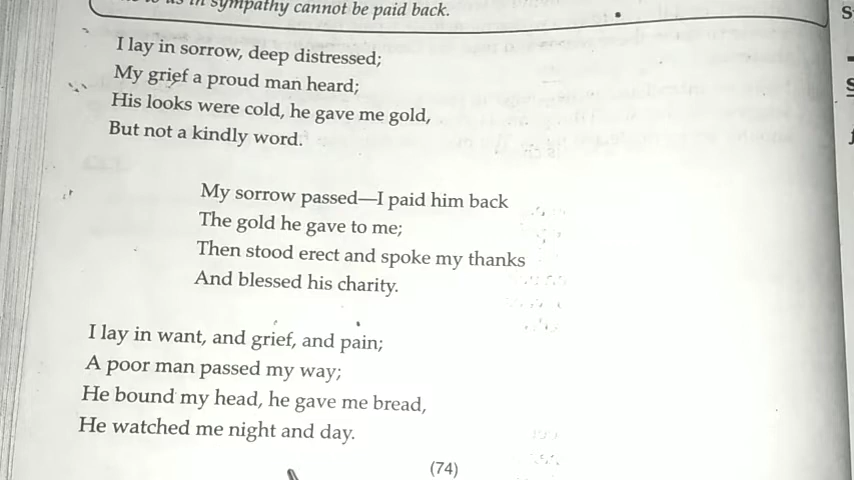 to us in sympathy cannot be paid back.
I lay in sorrow, deep distressed;
My grief a proud man heard;
His looks were cold, he gave me gold,
But not a kindly word.
My sorrow passed—I paid him back
The gold he gave to me;
Then stood erect and spoke my thanks
And blessed his charity.
I lay in want, and grief, and pain;
A poor man passed my way;
He bound my head, he gave me bread,
He watched me night and day.
(74)